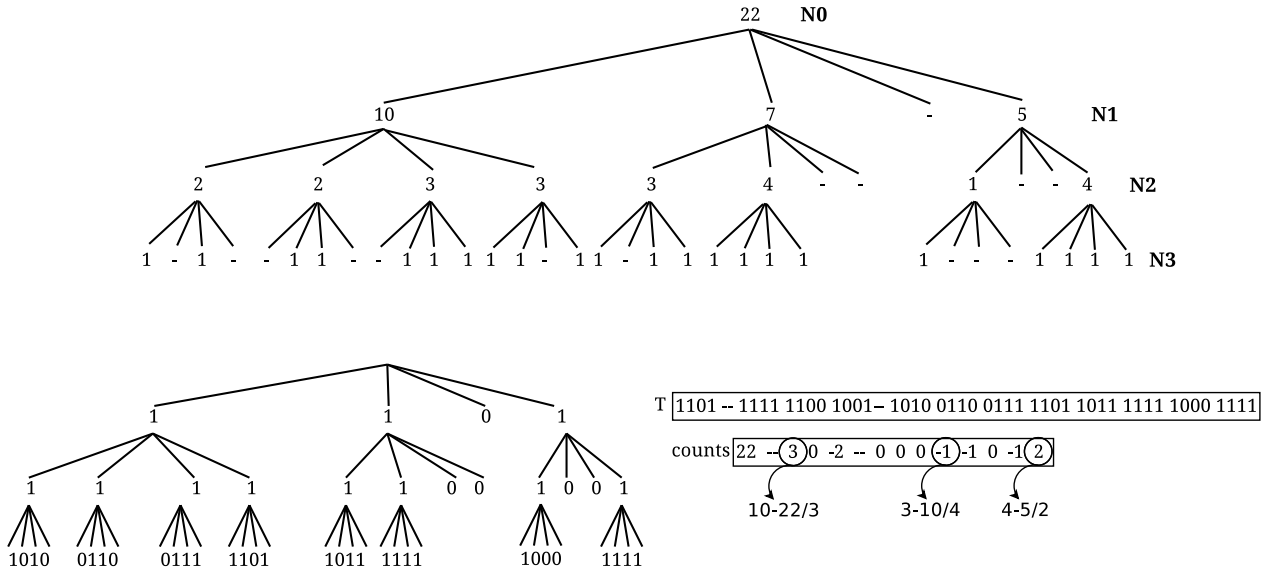 22 N0
10 7 - 5 N1
2 2 3 3 3 4 - - 1 - - 4 N2
1 - 1 - - 1 1 - - 1 1 1 1 1 - 1 1 - 1 1 1 1 1 1 1 - - - 1 1 1 1 N3
1 1 0 1
1 1 1 1 1 1 0 0 1 0 0 1
1010 0110 0111 1101 1011 1111 1000 1111
T 1101 -- 1111 1100 1001– 1010 0110 0111 1101 1011 1111 1000 1111
counts 22 -- 3 0 -2 -- 0 0 0 -1 -1 0 -1 2
10-22/3 3-10/4 4-5/2